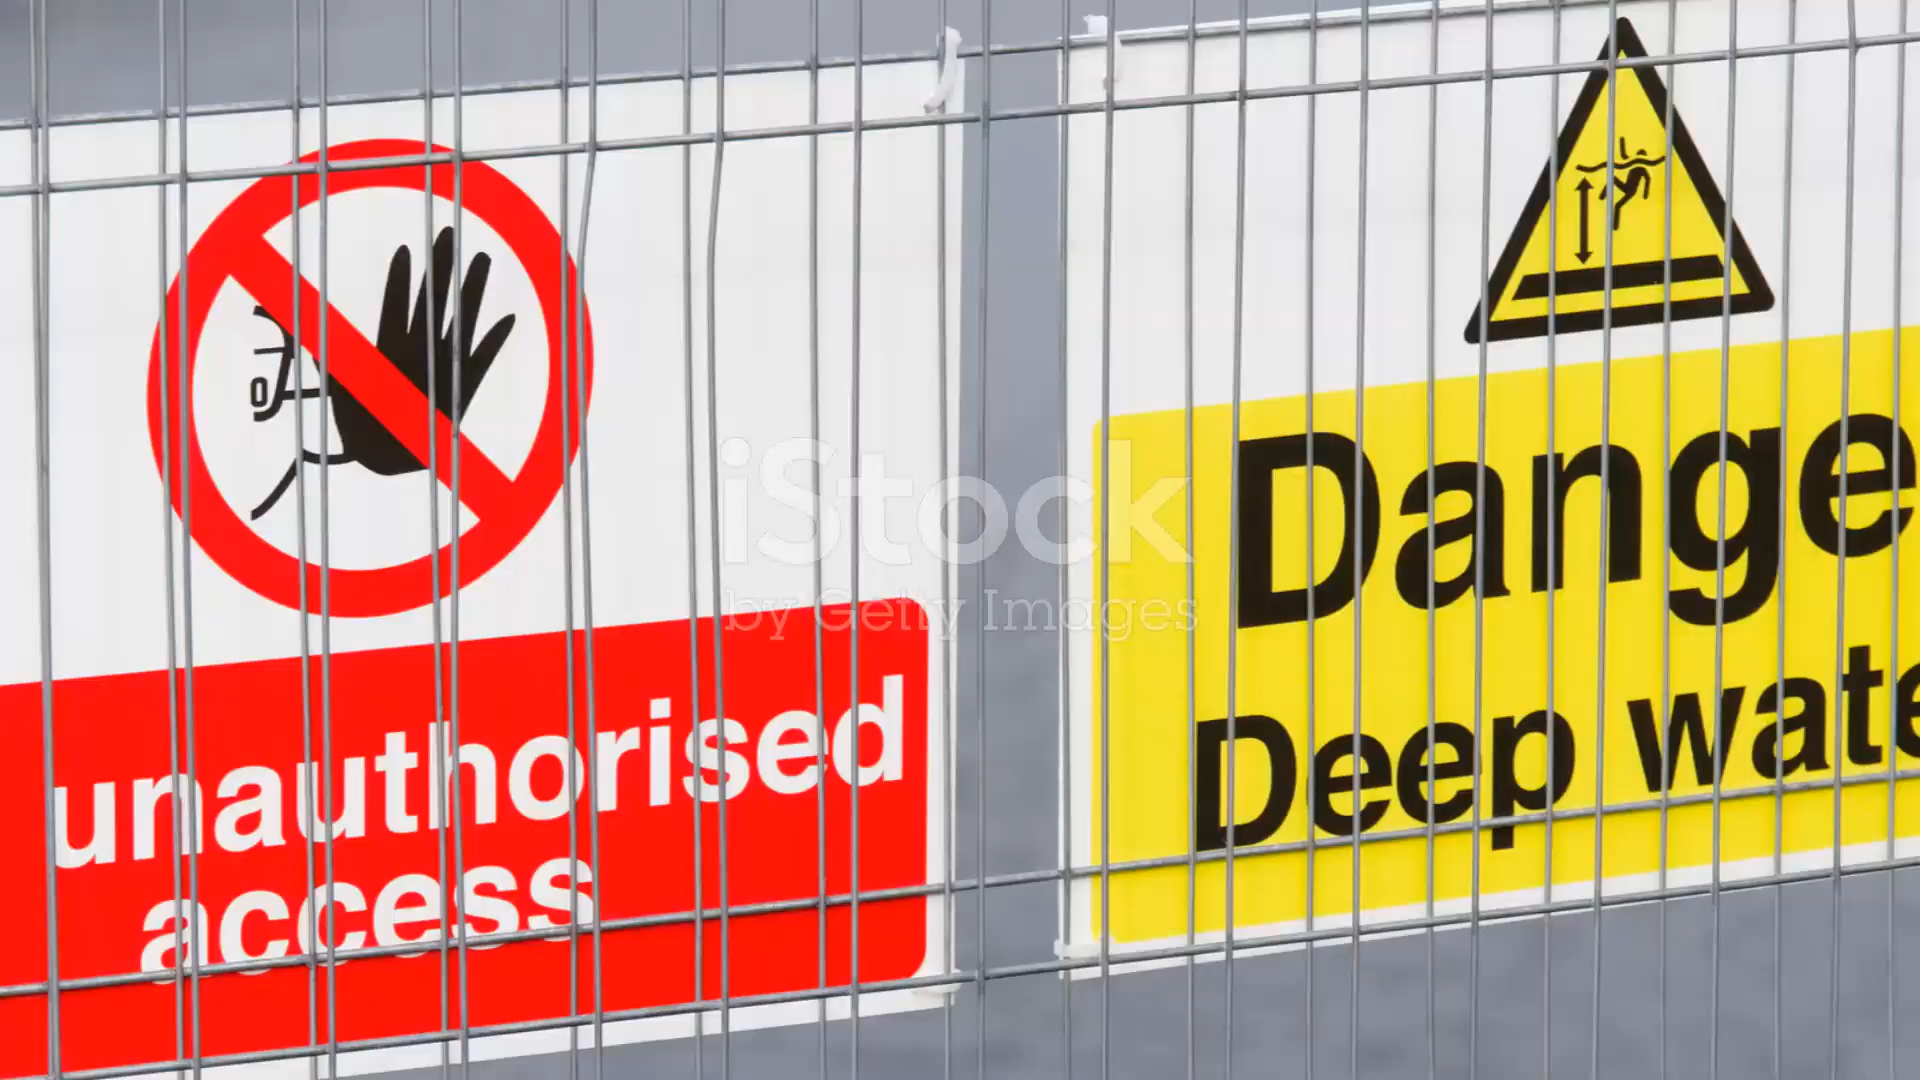 unauthorised
access
Dange
Deep wate
iStock
by Getty Images